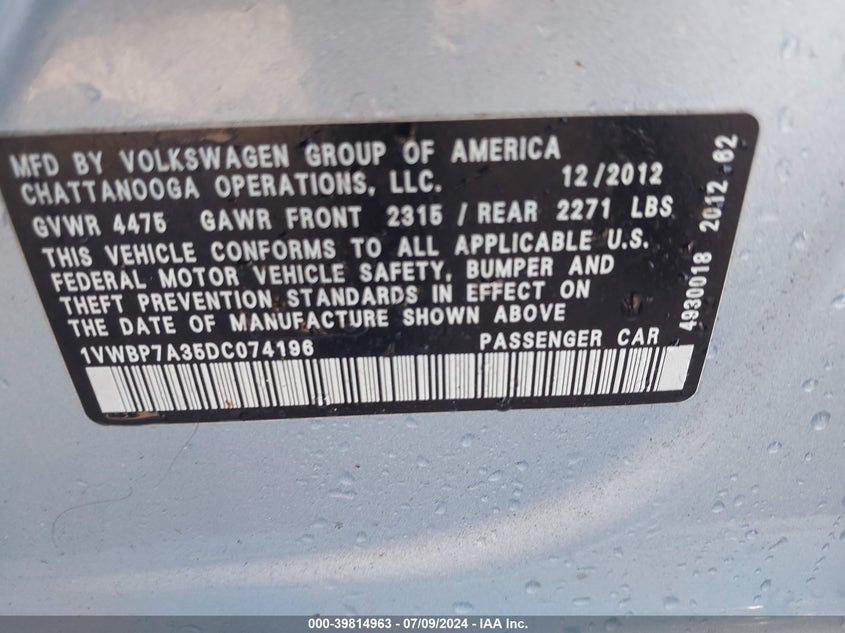 MFD BY VOLKSWAGEN GROUP OF AMERICA
CHATTANOOGA OPERATIONS, LLC. 12/2012
GVWR 4475 GAWR FRONT 2315 / REAR 2271 LBS
THIS VEHICLE CONFORMS TO ALL APPLICABLE U.S.
FEDERAL MOTOR VEHICLE SAFETY, BUMPER AND
THEFT PREVENTION STANDARDS IN EFFECT ON
THE DATE OF MANUFACTURE SHOWN ABOVE
1VWBP7A35DC074196 PASSENGER CAR
4930018 2012 62
000-39814963 - 07/09/2024 - IAA Inc.